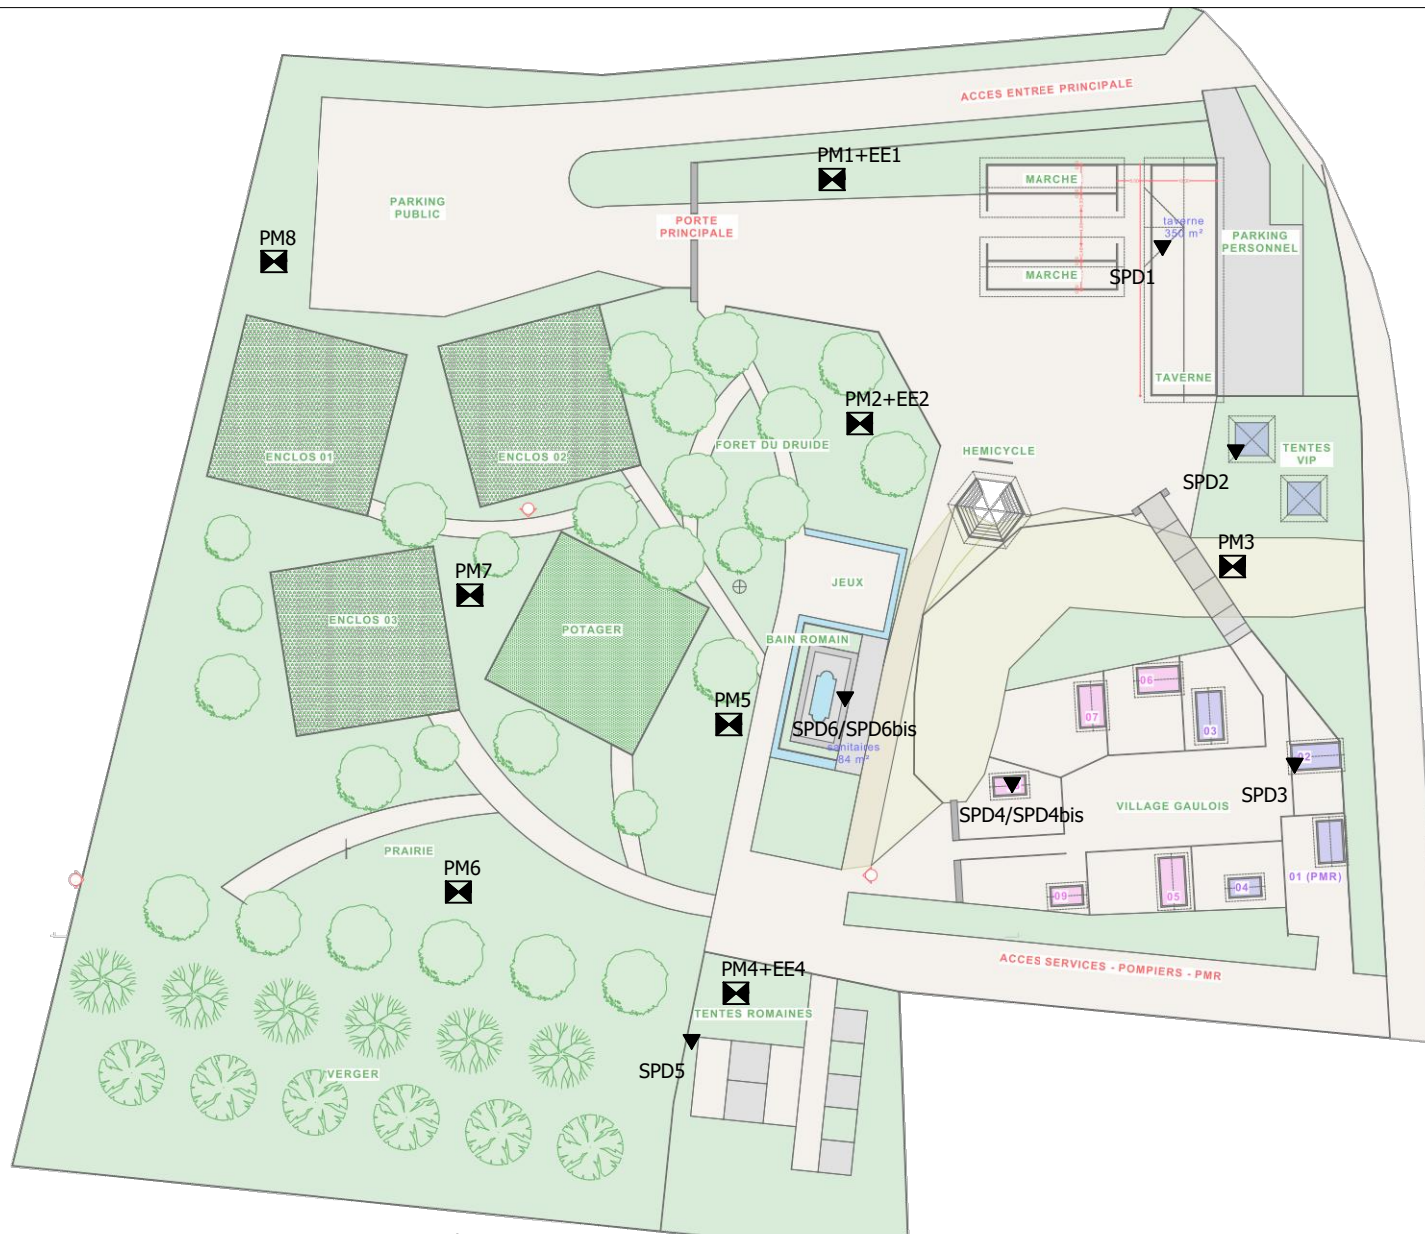 ACCES ENTREE PRINCIPALE
PM1+EE1
MARCHE
PARKING
PUBLIC
PORTE
PRINCIPALE
taverne
350 m²
PARKING
PERSONNEL
PM8
MARCHE
SPD1
TAVERNE
PM2+EE2
FORET DU DRUIDE
HEMICYCLE
TENTES
VIP
ENCLOS 01
ENCLOS 02
SPD2
PM3
PM7
JEUX
ENCLOS 03
POTAGER
BAIN ROMAIN
06
07
03
PM5
SPD6/SPD6bis
sanitaires
84 m²
02
SPD3
SPD4/SPD4bis
VILLAGE GAULOIS
PRAIRIE
PM6
01 (PMR)
09
05
04
ACCES SERVICES - POMPIERS - PMR
PM4+EE4
TENTES ROMAINES
SPD5
VERGER